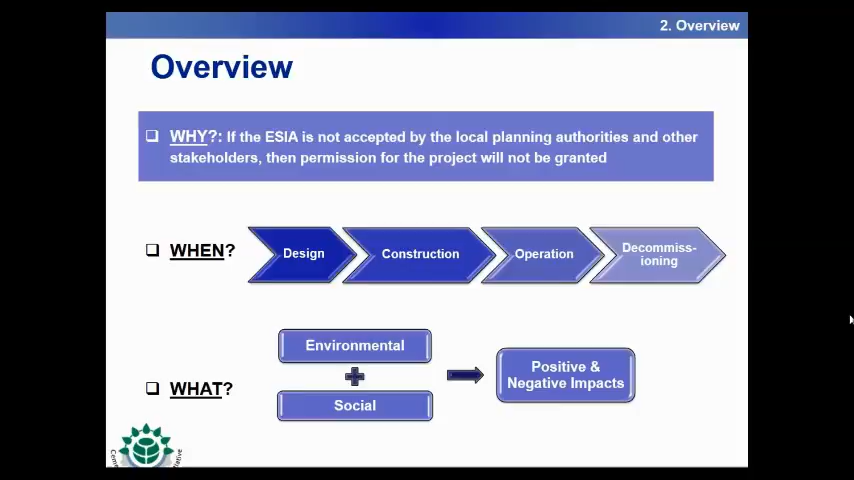 2. Overview
Overview
WHY?: If the ESIA is not accepted by the local planning authorities and other
stakeholders, then permission for the project will not be granted
WHEN?
Design
Construction
Operation
Decommiss-
ioning
WHAT?
Environmental
Social
Positive &
Negative Impacts